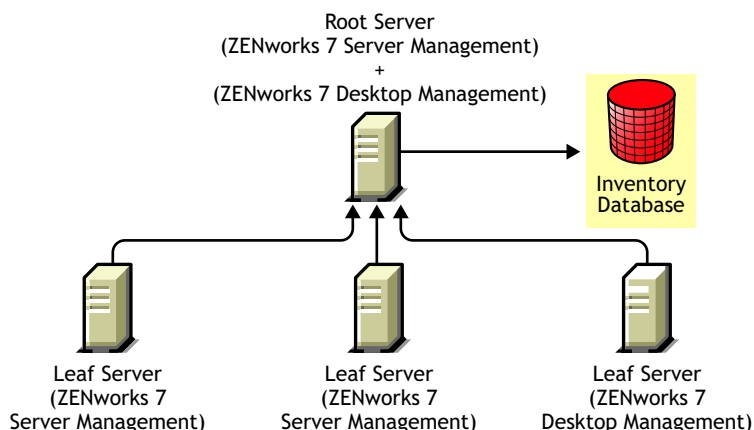 Root Server
(ZENworks 7 Server Management)
+
(ZENworks 7 Desktop Management)
Inventory
Database
Leaf Server
(ZENworks 7
Server Management)
Leaf Server
(ZENworks 7
Server Management)
Leaf Server
(ZENworks 7
Desktop Management)